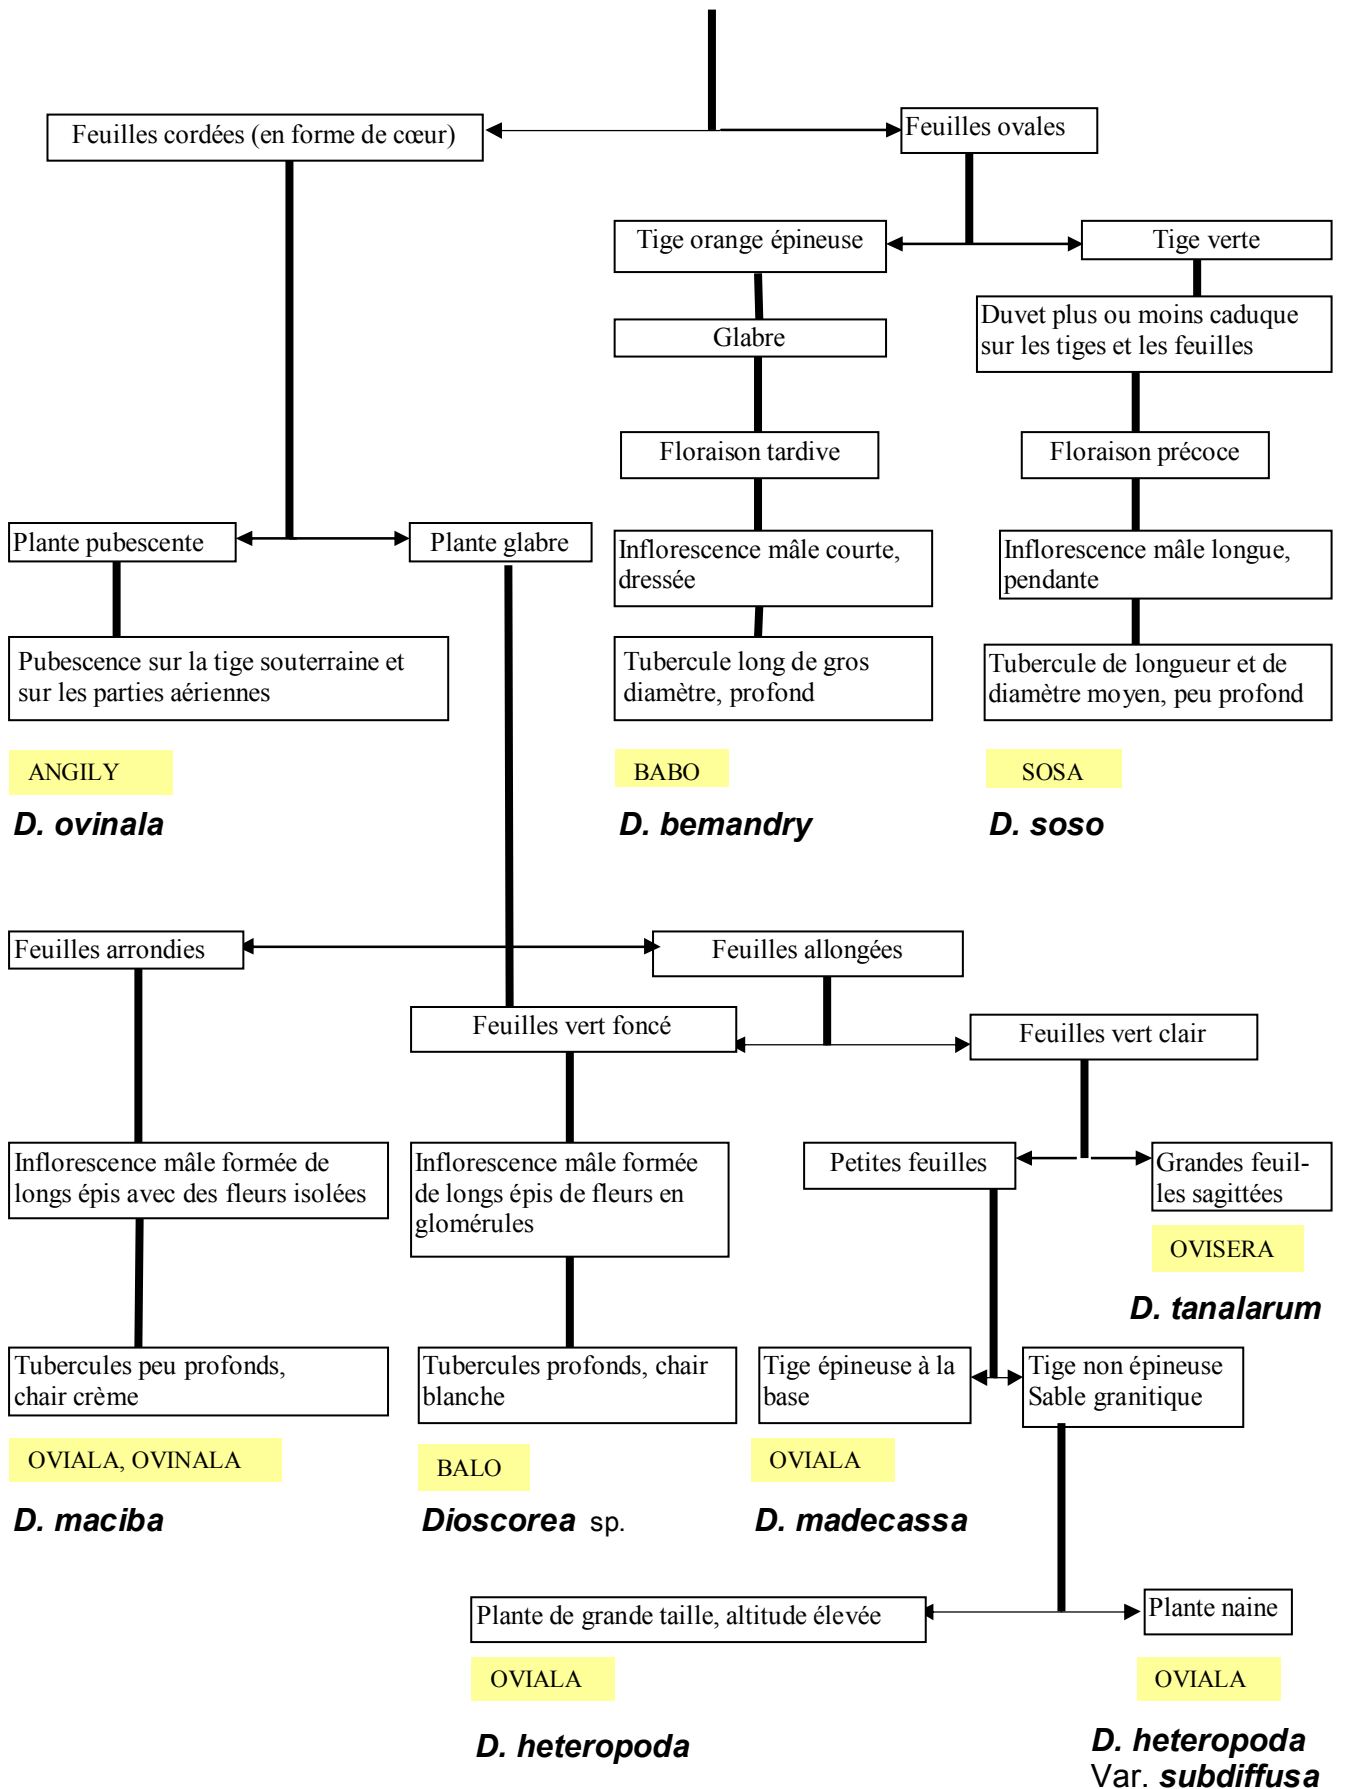 Feuilles cordées (en forme de cœur)
Feuilles ovales
Tige orange épineuse
Tige verte
Glabre
Duvet plus ou moins caduque
sur les tiges et les feuilles
Floraison tardive
Floraison précoce
Plante pubescente
Plante glabre
Inflorescence mâle courte,
dressée
Inflorescence mâle longue,
pendante
Pubescence sur la tige souterraine et
sur les parties aériennes
Tubercule long de gros
diamètre, profond
Tubercule de longueur et de
diamètre moyen, peu profond
ANGILY
BABO
SOSA
D. ovinala
D. bemandry
D. soso
Feuilles arrondies
Feuilles allongées
Feuilles vert foncé
Feuilles vert clair
Inflorescence mâle formée de
longs épis avec des fleurs isolées
Inflorescence mâle formée
de longs épis de fleurs en
glomérules
Petites feuilles
Grandes feuil-
les sagittées
OVISERA
D. tanalarum
Tubercules peu profonds,
chair crème
Tubercules profonds, chair
blanche
Tige épineuse à la
base
Tige non épineuse
Sable granitique
OVIALA, OVINALA
BALO
OVIALA
D. maciba
Dioscorea sp.
D. madecassa
Plante de grande taille, altitude élevée
Plante naine
OVIALA
OVIALA
D. heteropoda
D. heteropoda
Var. subdiffusa